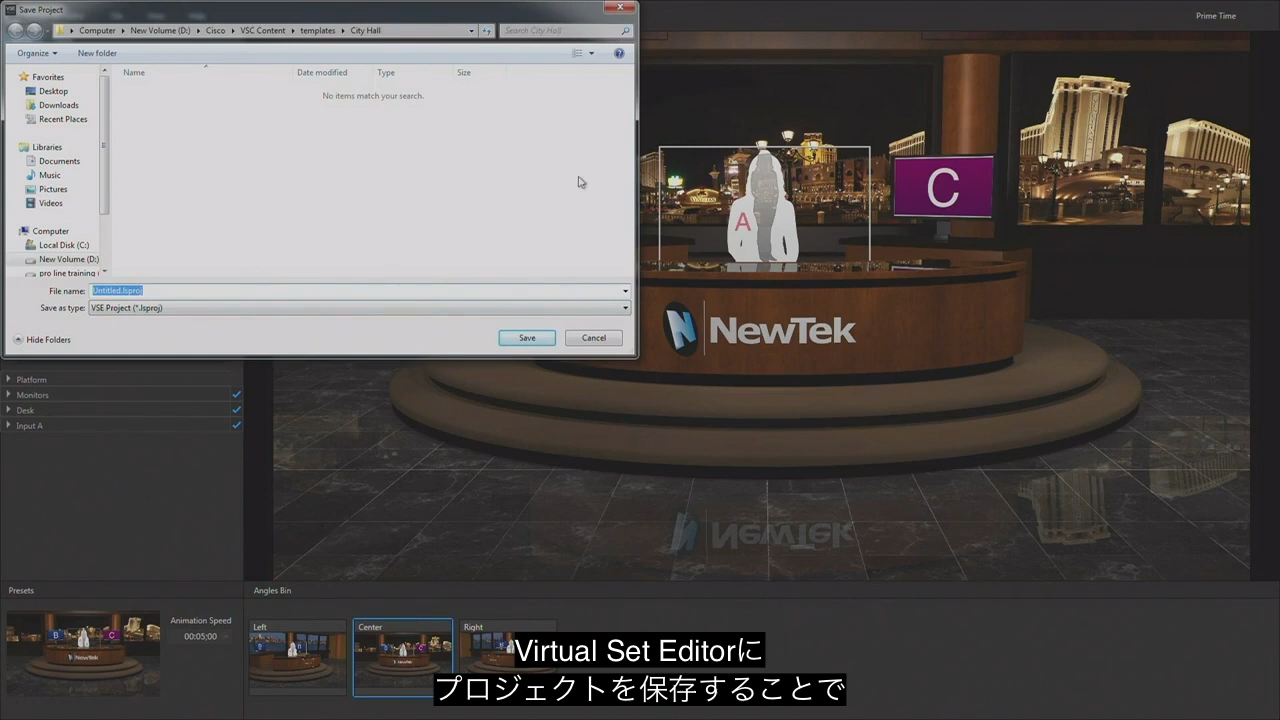 Save Project
Computer New Volume (D:) Cisco VSC Content templates City Hall
Search City Hall
Prime Time
Organize New folder
Name Date modified Type Size
No items match your search.
Favorites
Desktop
Downloads
Recent Places
Libraries
Documents
Music
Pictures
Videos
Computer
Local Disk (C:)
New Volume (D:)
pro line training (
File name: Untitled.lsproj
Save as type: VSE Project (*.lsproj)
Hide Folders
Save Cancel
A
C
NewTek
Platform
Monitors
Desk
Input A
Presets
Animation Speed
00:05;00
B C
NewTek
Angles Bin
Left
Center
Right
Virtual Set Editorに
プロジェクトを保存することで